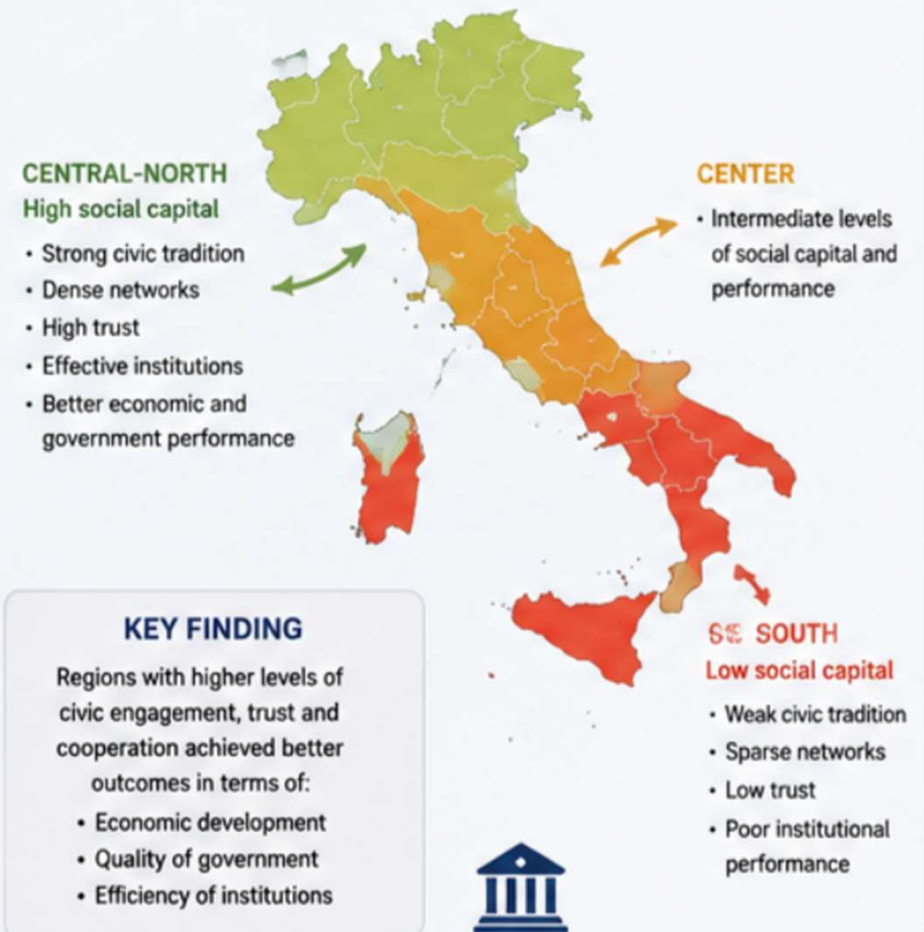 CENTRAL-NORTH
High social capital
• Strong civic tradition
• Dense networks
• High trust
• Effective institutions
• Better economic and
government performance
CENTER
• Intermediate levels
of social capital and
performance
KEY FINDING
Regions with higher levels of
civic engagement, trust and
cooperation achieved better
outcomes in terms of:
• Economic development
• Quality of government
• Efficiency of institutions
SOUTH
Low social capital
• Weak civic tradition
• Sparse networks
• Low trust
• Poor institutional
performance